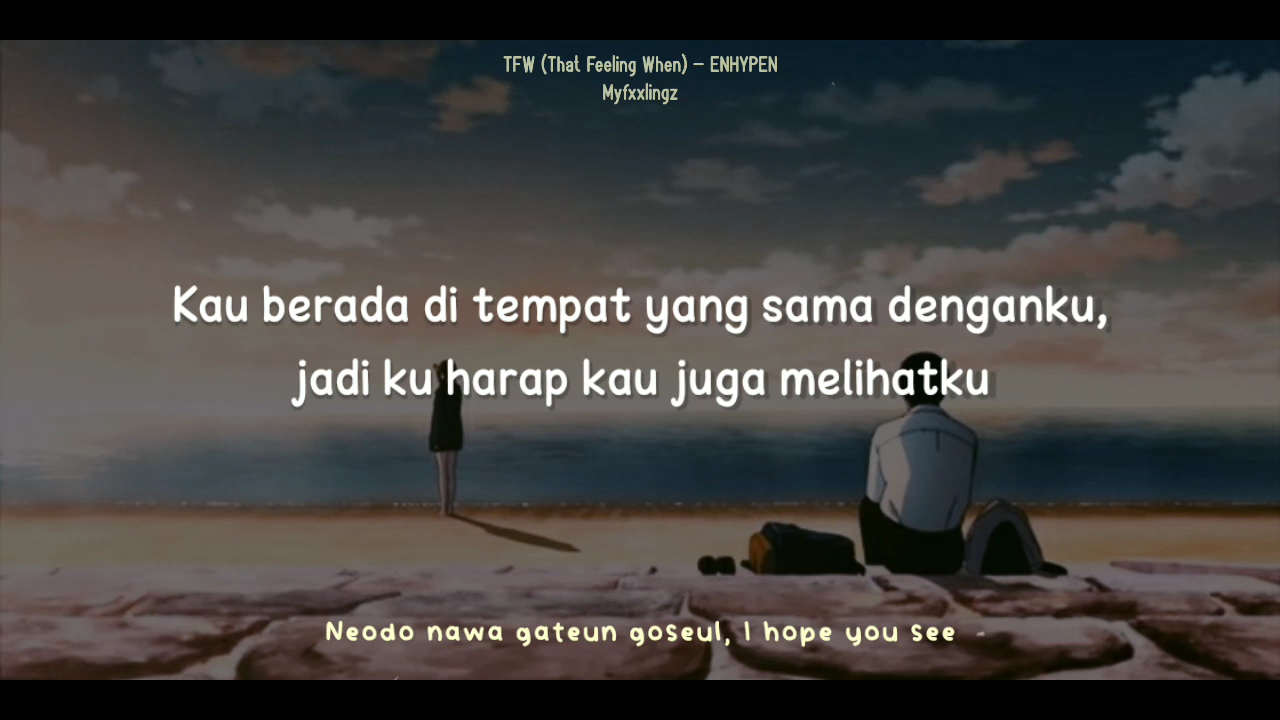 TFW (That Feeling When) – ENHYPEN
Myfxxlingz
Kau berada di tempat yang sama denganku,
jadi ku harap kau juga melihatku
Neodo nawa gateun goseul, I hope you see